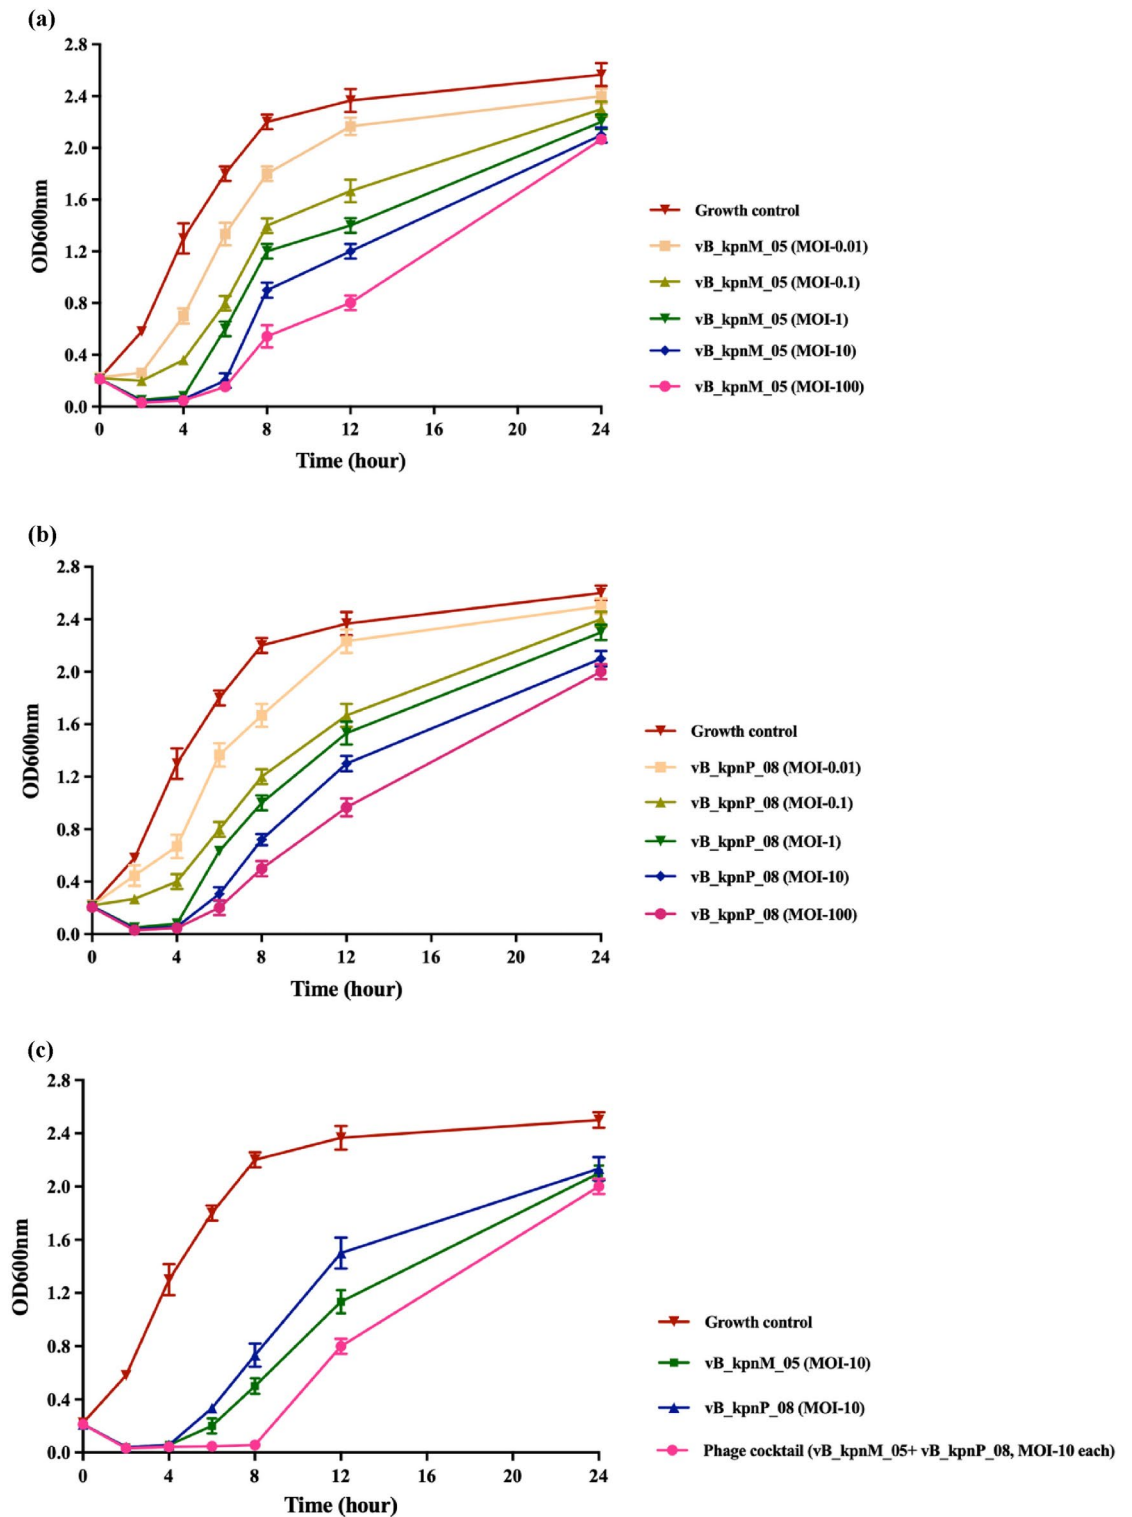 (a)
2.8
2.4
2.0
1.6
1.2
0.8
0.4
0.0
OD600nm
0 4 8 12 16 20 24
Time (hour)
Growth control
vB_kpnM_05 (MOI-0.01)
vB_kpnM_05 (MOI-0.1)
vB_kpnM_05 (MOI-1)
vB_kpnM_05 (MOI-10)
vB_kpnM_05 (MOI-100)
(b)
2.8
2.4
2.0
1.6
1.2
0.8
0.4
0.0
OD600nm
0 4 8 12 16 20 24
Time (hour)
Growth control
vB_kpnP_08 (MOI-0.01)
vB_kpnP_08 (MOI-0.1)
vB_kpnP_08 (MOI-1)
vB_kpnP_08 (MOI-10)
vB_kpnP_08 (MOI-100)
(c)
2.8
2.4
2.0
1.6
1.2
0.8
0.4
0.0
OD600nm
0 4 8 12 16 20 24
Time (hour)
Growth control
vB_kpnM_05 (MOI-10)
vB_kpnP_08 (MOI-10)
Phage cocktail (vB_kpnM_05+ vB_kpnP_08, MOI-10 each)